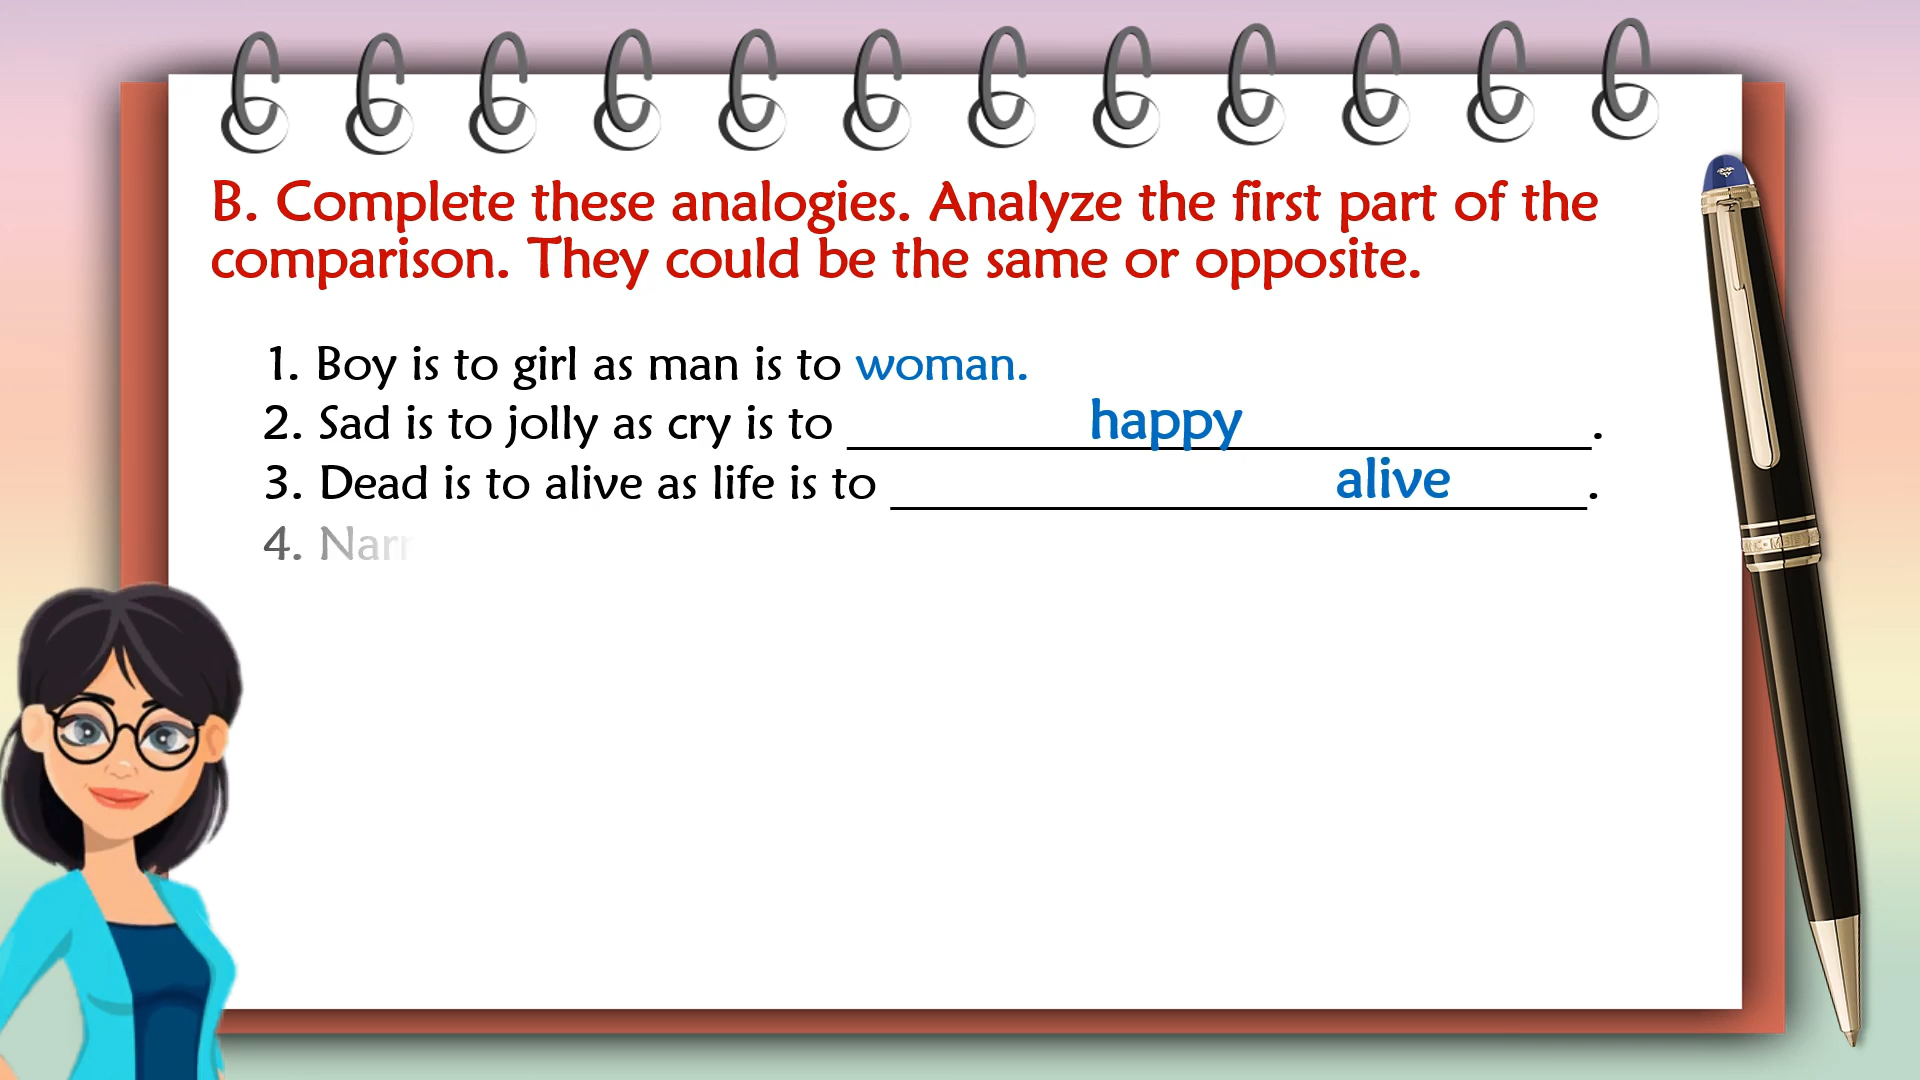 B. Complete these analogies. Analyze the first part of the
comparison. They could be the same or opposite.
1. Boy is to girl as man is to woman.
2. Sad is to jolly as cry is to happy.
3. Dead is to alive as life is to alive.
4.